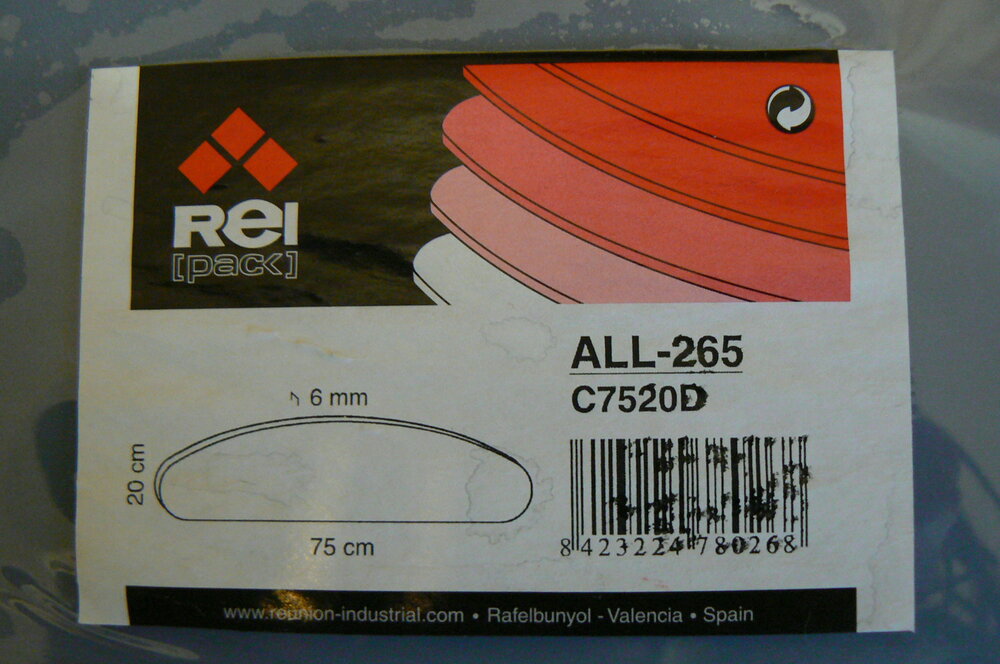 Rei
[pack]
ALL-265
C7520D
6 mm
20 cm
75 cm
8 423224 780268
www.reunion-industrial.com • Rafelbunyol - Valencia • Spain